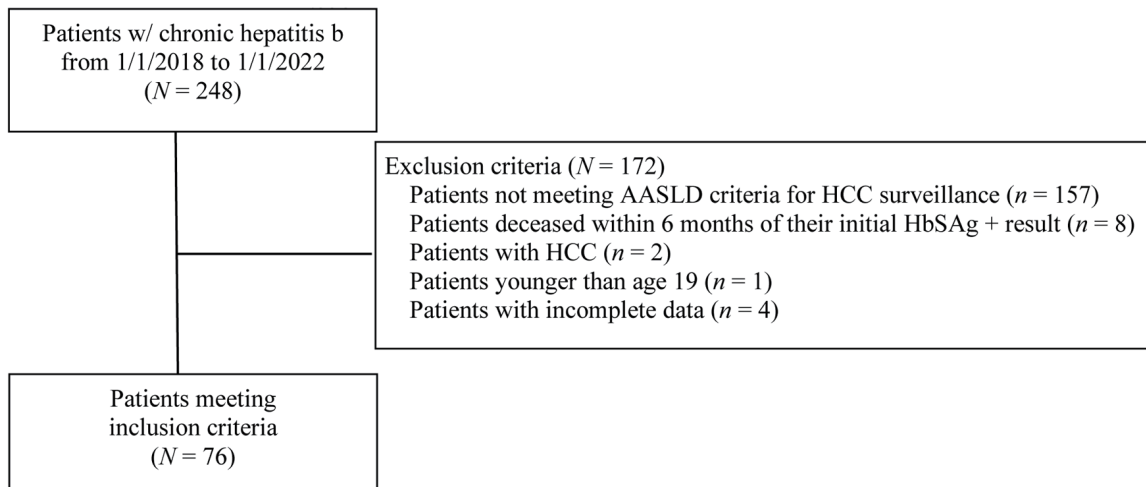 Patients w/ chronic hepatitis b
from 1/1/2018 to 1/1/2022
(N = 248)
Exclusion criteria (N = 172)
Patients not meeting AASLD criteria for HCC surveillance (n = 157)
Patients deceased within 6 months of their initial HbSAg + result (n = 8)
Patients with HCC (n = 2)
Patients younger than age 19 (n = 1)
Patients with incomplete data (n = 4)
Patients meeting
inclusion criteria
(N = 76)